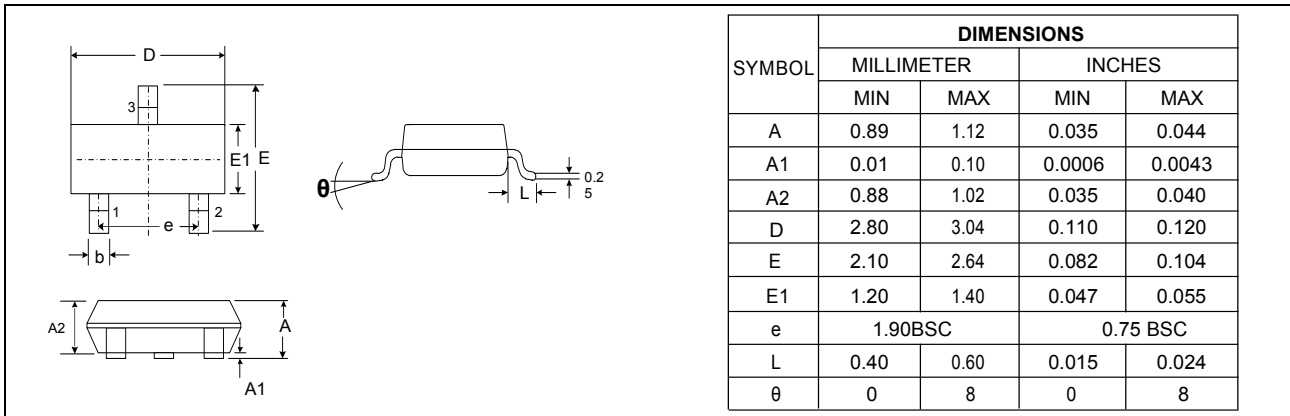 D
3
E1 E
1 2
e
b
A2 A
A1
θ
L
0.2
5
DIMENSIONS
SYMBOL MILLIMETER INCHES
MIN MAX MIN MAX
A 0.89 1.12 0.035 0.044
A1 0.01 0.10 0.0006 0.0043
A2 0.88 1.02 0.035 0.040
D 2.80 3.04 0.110 0.120
E 2.10 2.64 0.082 0.104
E1 1.20 1.40 0.047 0.055
e 1.90BSC 0.75 BSC
L 0.40 0.60 0.015 0.024
θ 0 8 0 8